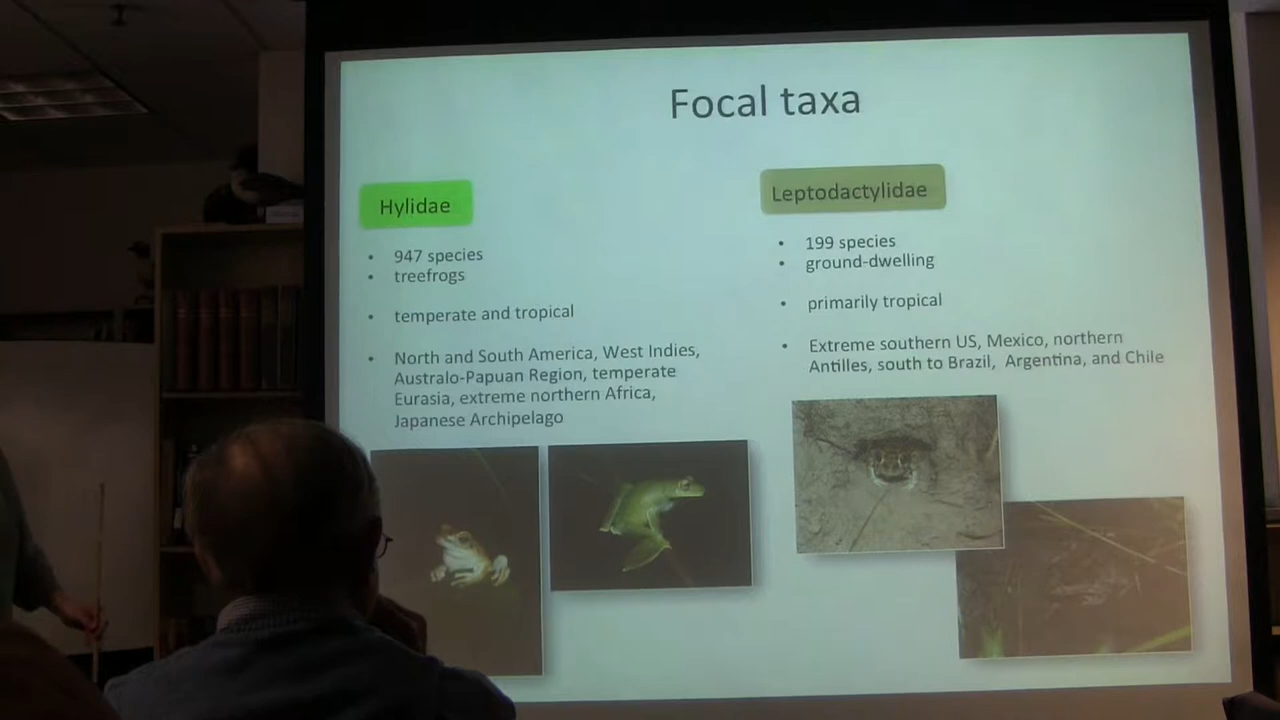 Focal taxa
Hylidae
• 947 species
• treefrogs
• temperate and tropical
• North and South America, West Indies,
Australo-Papuan Region, temperate
Eurasia, extreme northern Africa,
Japanese Archipelago
Leptodactylidae
• 199 species
• ground-dwelling
• primarily tropical
• Extreme southern US, Mexico, northern
Antilles, south to Brazil, Argentina, and Chile